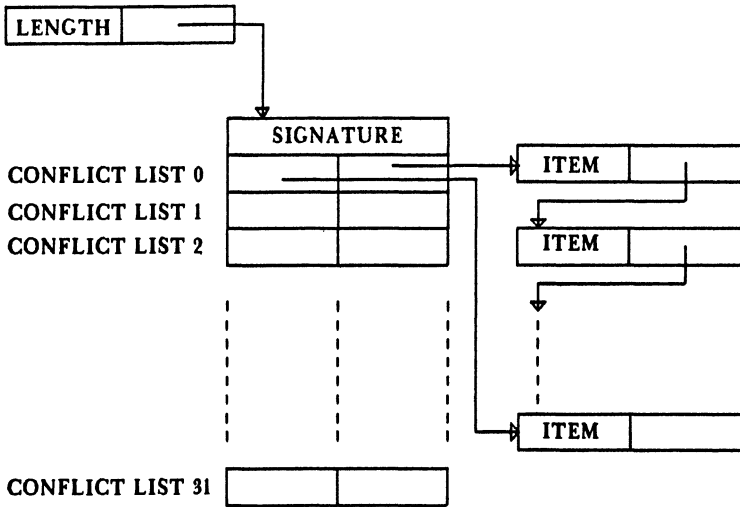 LENGTH
SIGNATURE
CONFLICT LIST 0
ITEM
CONFLICT LIST 1
CONFLICT LIST 2
ITEM
ITEM
CONFLICT LIST 31